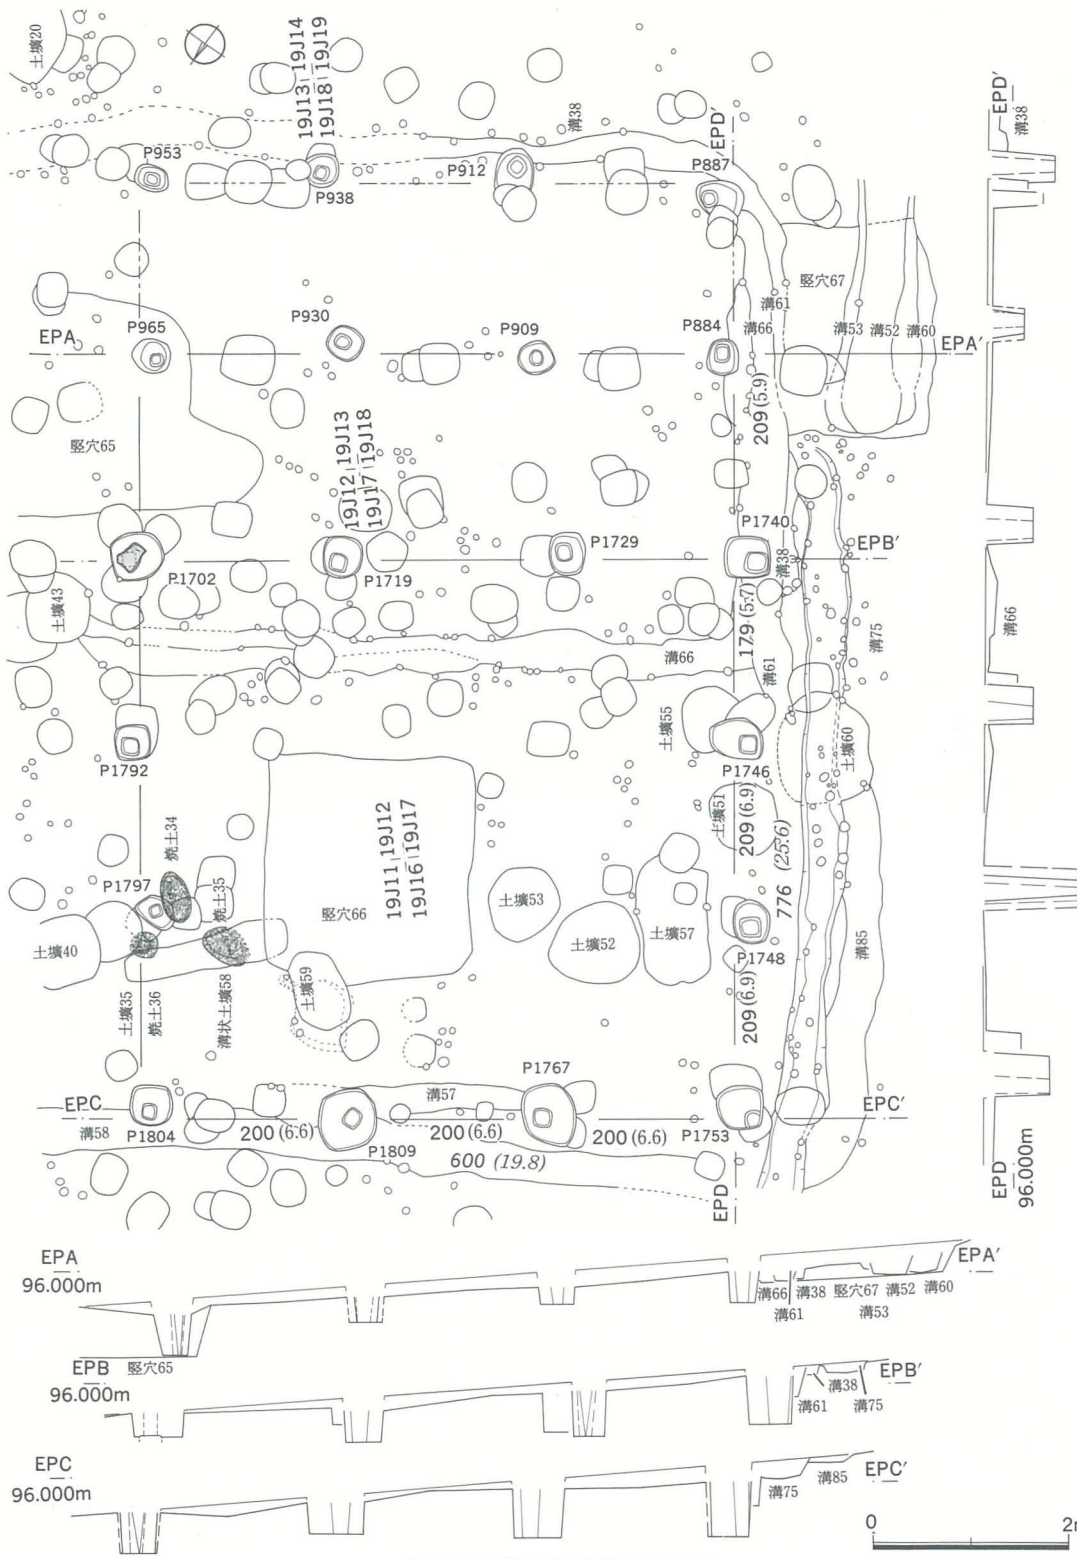 土壙20
19J13 19J14
19J18 19J19
溝38
EPD′
EPD′
溝38
P953
P938
P912
P887
竪穴67
溝61
溝66
溝53
溝52
溝60
EPA
P965
P930
P909
P884
EPA′
209 (5.9)
竪穴65
19J12 19J13
19J17 19J18
P1740
P1702
P1719
P1729
EPB′
溝38
土壙43
179 (5.7)
溝66
溝75
溝66
溝61
土壙55
土壙60
P1792
P1746
土壙51
209 (6.9)
776 (25.6)
焼土34
19J11 19J12
19J16 19J17
P1797
焼土35
竪穴66
土壙53
土壙40
土壙52
土壙57
P1748
溝85
土壙35
焼土36
溝状土壙58
土壙59
209 (6.9)
P1767
EPC
溝57
EPC′
溝58
P1804
200 (6.6)
P1809
200 (6.6)
200 (6.6)
P1753
600 (19.8)
EPD
EPD
96.000m
EPA
96.000m
EPA′
溝66
溝38
竪穴67
溝52
溝60
溝61
溝53
EPB
竪穴65
96.000m
EPB′
溝38
溝61
溝75
EPC
96.000m
EPC′
溝85
溝75
0
2m